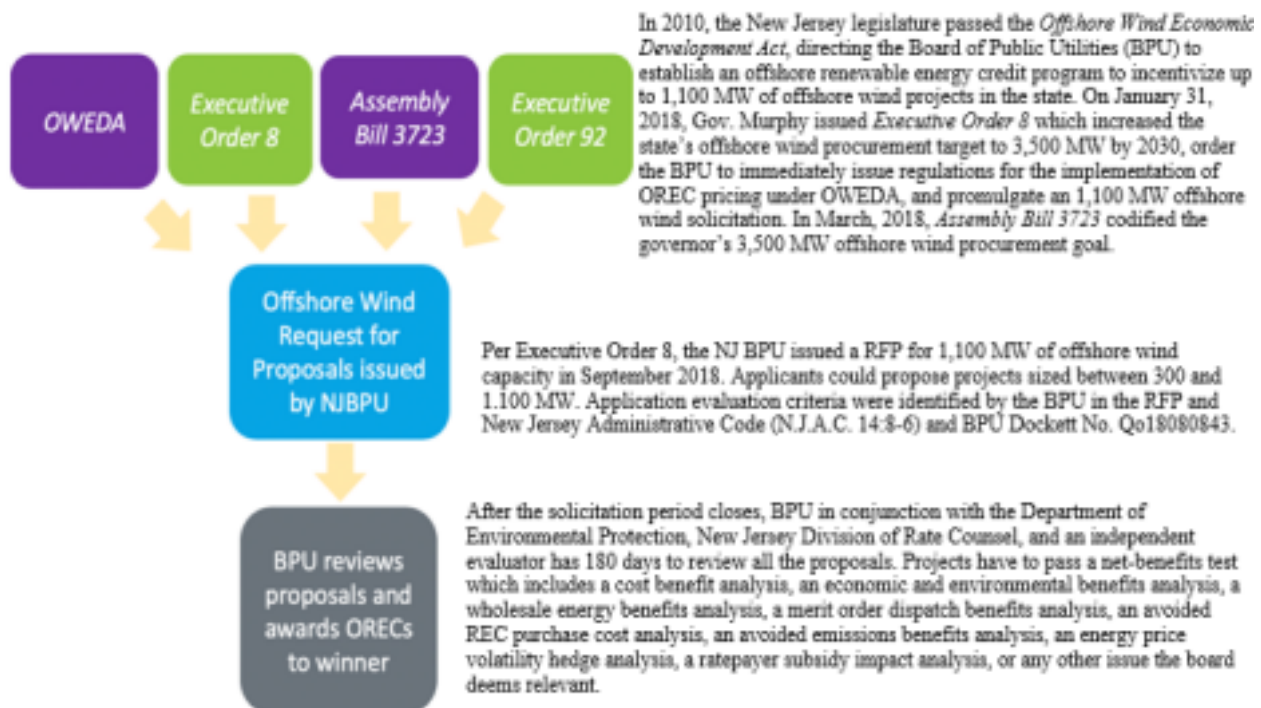 OWEDA
Executive
Order 8
Assembly
Bill 3723
Executive
Order 92
In 2010, the New Jersey legislature passed the Offshore Wind Economic
Development Act, directing the Board of Public Utilities (BPU) to
establish an offshore renewable energy credit program to incentivize up
to 1,100 MW of offshore wind projects in the state. On January 31,
2018, Gov. Murphy issued Executive Order 8 which increased the
state's offshore wind procurement target to 3,500 MW by 2030, order
the BPU to immediately issue regulations for the implementation of
OREC pricing under OWEDA, and promulgate an 1,100 MW offshore
wind solicitation. In March, 2018, Assembly Bill 3723 codified the
governor's 3,500 MW offshore wind procurement goal.
Offshore Wind
Request for
Proposals issued
by NJBPU
Per Executive Order 8, the NJ BPU issued a RFP for 1,100 MW of offshore wind
capacity in September 2018. Applicants could propose projects sized between 300 and
1.100 MW. Application evaluation criteria were identified by the BPU in the RFP and
New Jersey Administrative Code (N.J.A.C. 14:8-6) and BPU Dockett No. Qo18080843.
BPU reviews
proposals and
awards ORECs
to winner
After the solicitation period closes, BPU in conjunction with the Department of
Environmental Protection, New Jersey Division of Rate Counsel, and an independent
evaluator has 180 days to review all the proposals. Projects have to pass a net-benefits test
which includes a cost benefit analysis, an economic and environmental benefits analysis, a
wholesale energy benefits analysis, a merit order dispatch benefits analysis, an avoided
REC purchase cost analysis, an avoided emissions benefits analysis, an energy price
volatility hedge analysis, a ratepayer subsidy impact analysis, or any other issue the board
deems relevant.